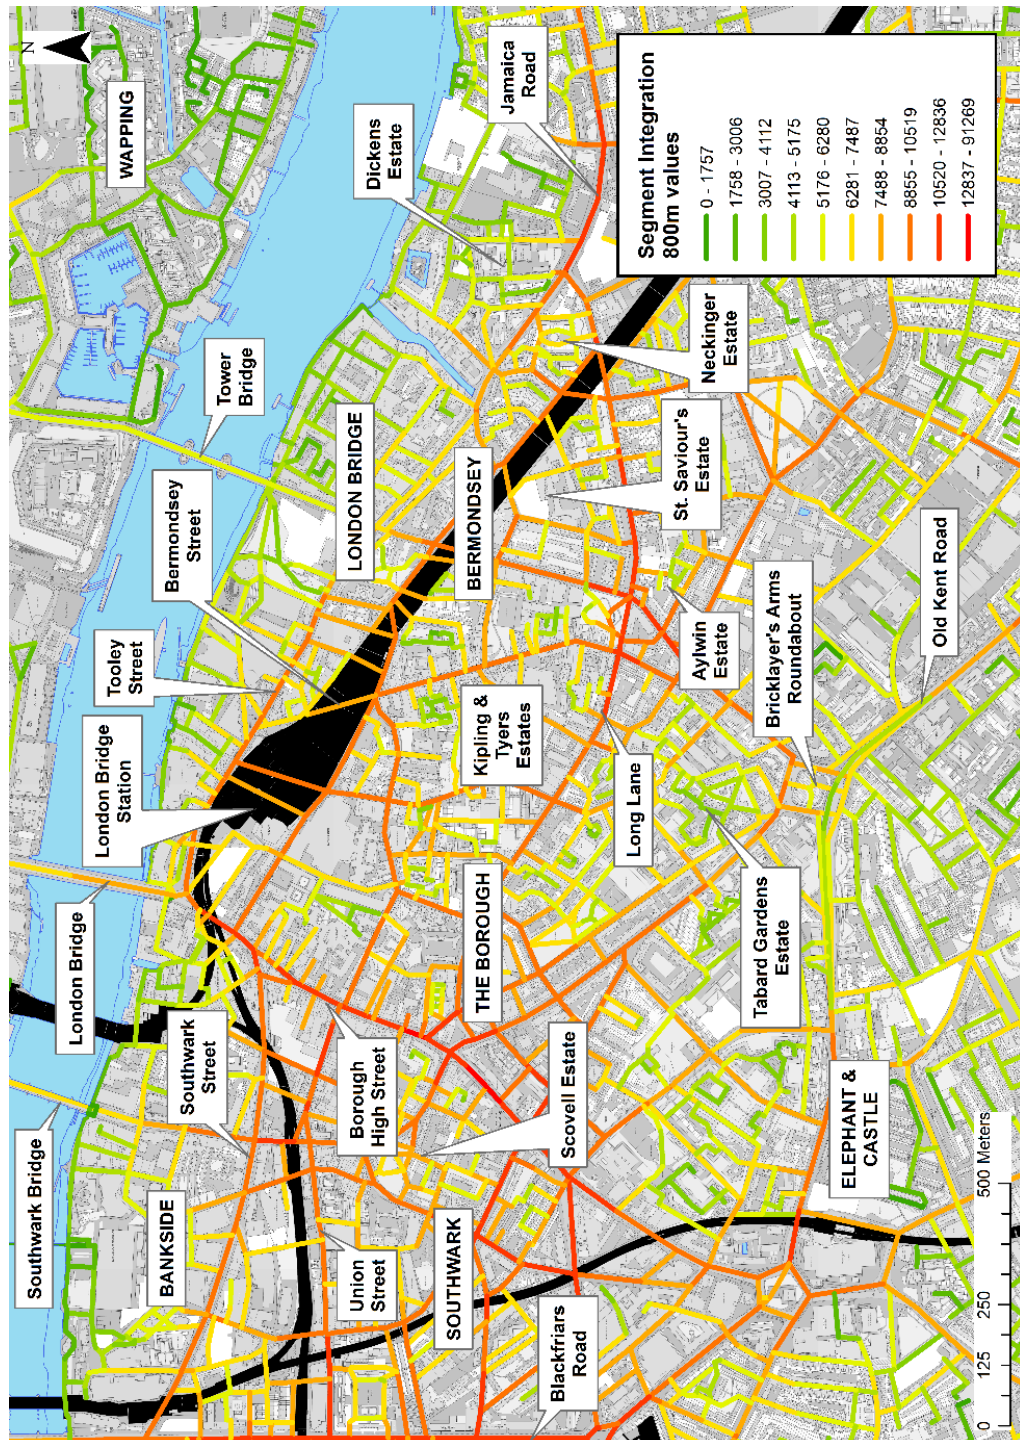 N
WAPPING
Jamaica
Road
Dickens
Estate
Tower
Bridge
Bermondsey
Street
Tooley
Street
London Bridge
Station
London Bridge
Southwark
Street
Southwark Bridge
BANKSIDE
LONDON BRIDGE
BERMONDSEY
Neckinger
Estate
St. Saviour's
Estate
Kipling &
Tyers
Estates
Aylwin
Estate
Long Lane
THE BOROUGH
Borough
High Street
Scovell Estate
Union
Street
SOUTHWARK
Blackfriars
Road
Tabard Gardens
Estate
Bricklayer's Arms
Roundabout
Old Kent Road
ELEPHANT &
CASTLE
Segment Integration
800m values
0 - 1757
1758 - 3006
3007 - 4112
4113 - 5175
5176 - 6280
6281 - 7487
7488 - 8854
8855 - 10519
10520 - 12836
12837 - 91269
0 125 250 500 Meters